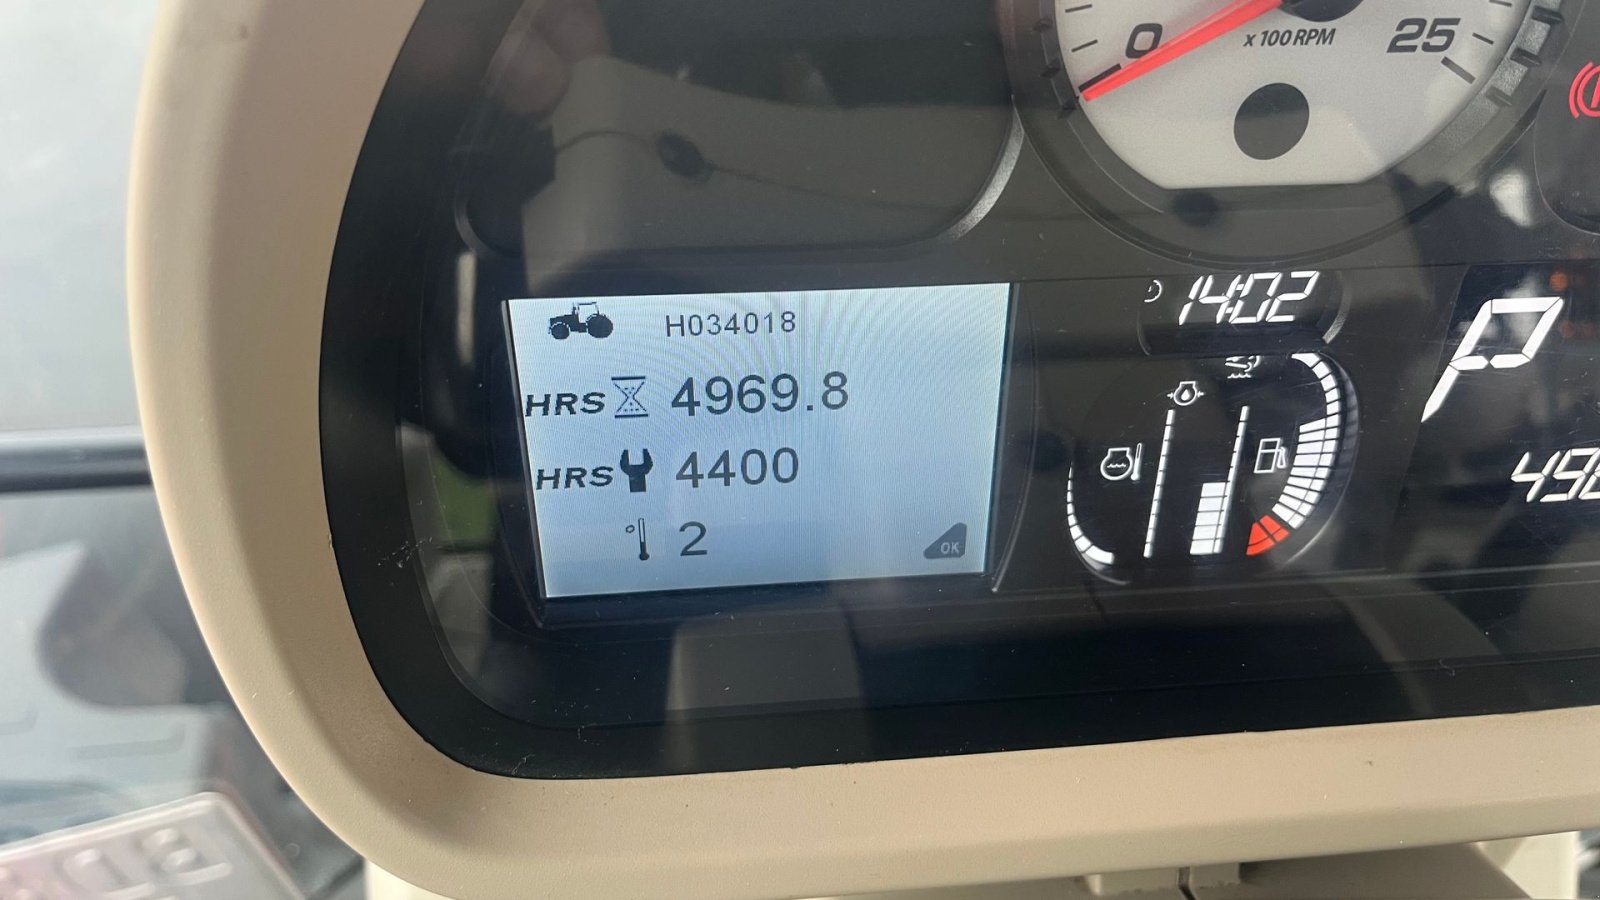 0
x 100 RPM
25
H034018
14:02
HRS 4969.8
HRS 4400
2
OK
P